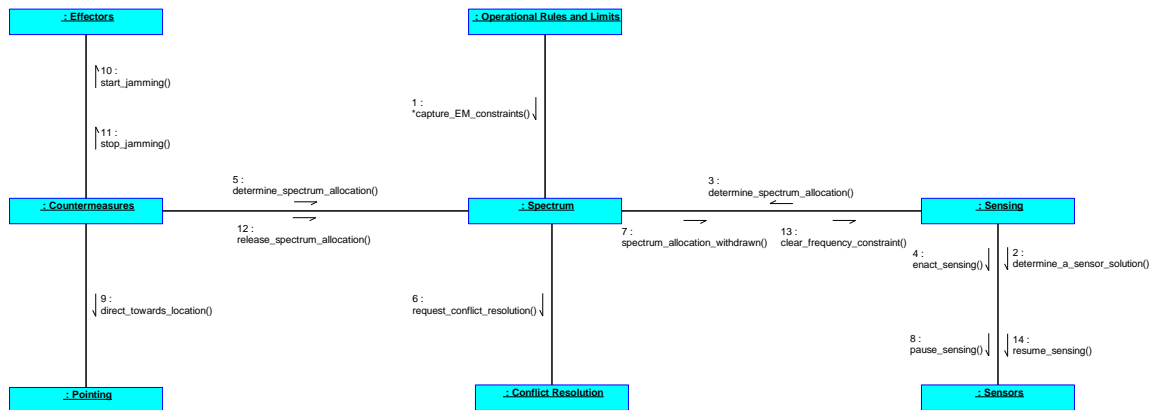 : Effectors
: Operational Rules and Limits
10 :
start_jamming()
1 :
*capture_EM_constraints()
11 :
stop_jamming()
5 :
determine_spectrum_allocation()
3 :
determine_spectrum_allocation()
: Countermeasures
: Spectrum
: Sensing
12 :
release_spectrum_allocation()
7 :
spectrum_allocation_withdrawn()
13 :
clear_frequency_constraint()
4 :
enact_sensing()
2 :
determine_a_sensor_solution()
9 :
direct_towards_location()
6 :
request_conflict_resolution()
8 :
pause_sensing()
14 :
resume_sensing()
: Pointing
: Conflict Resolution
: Sensors